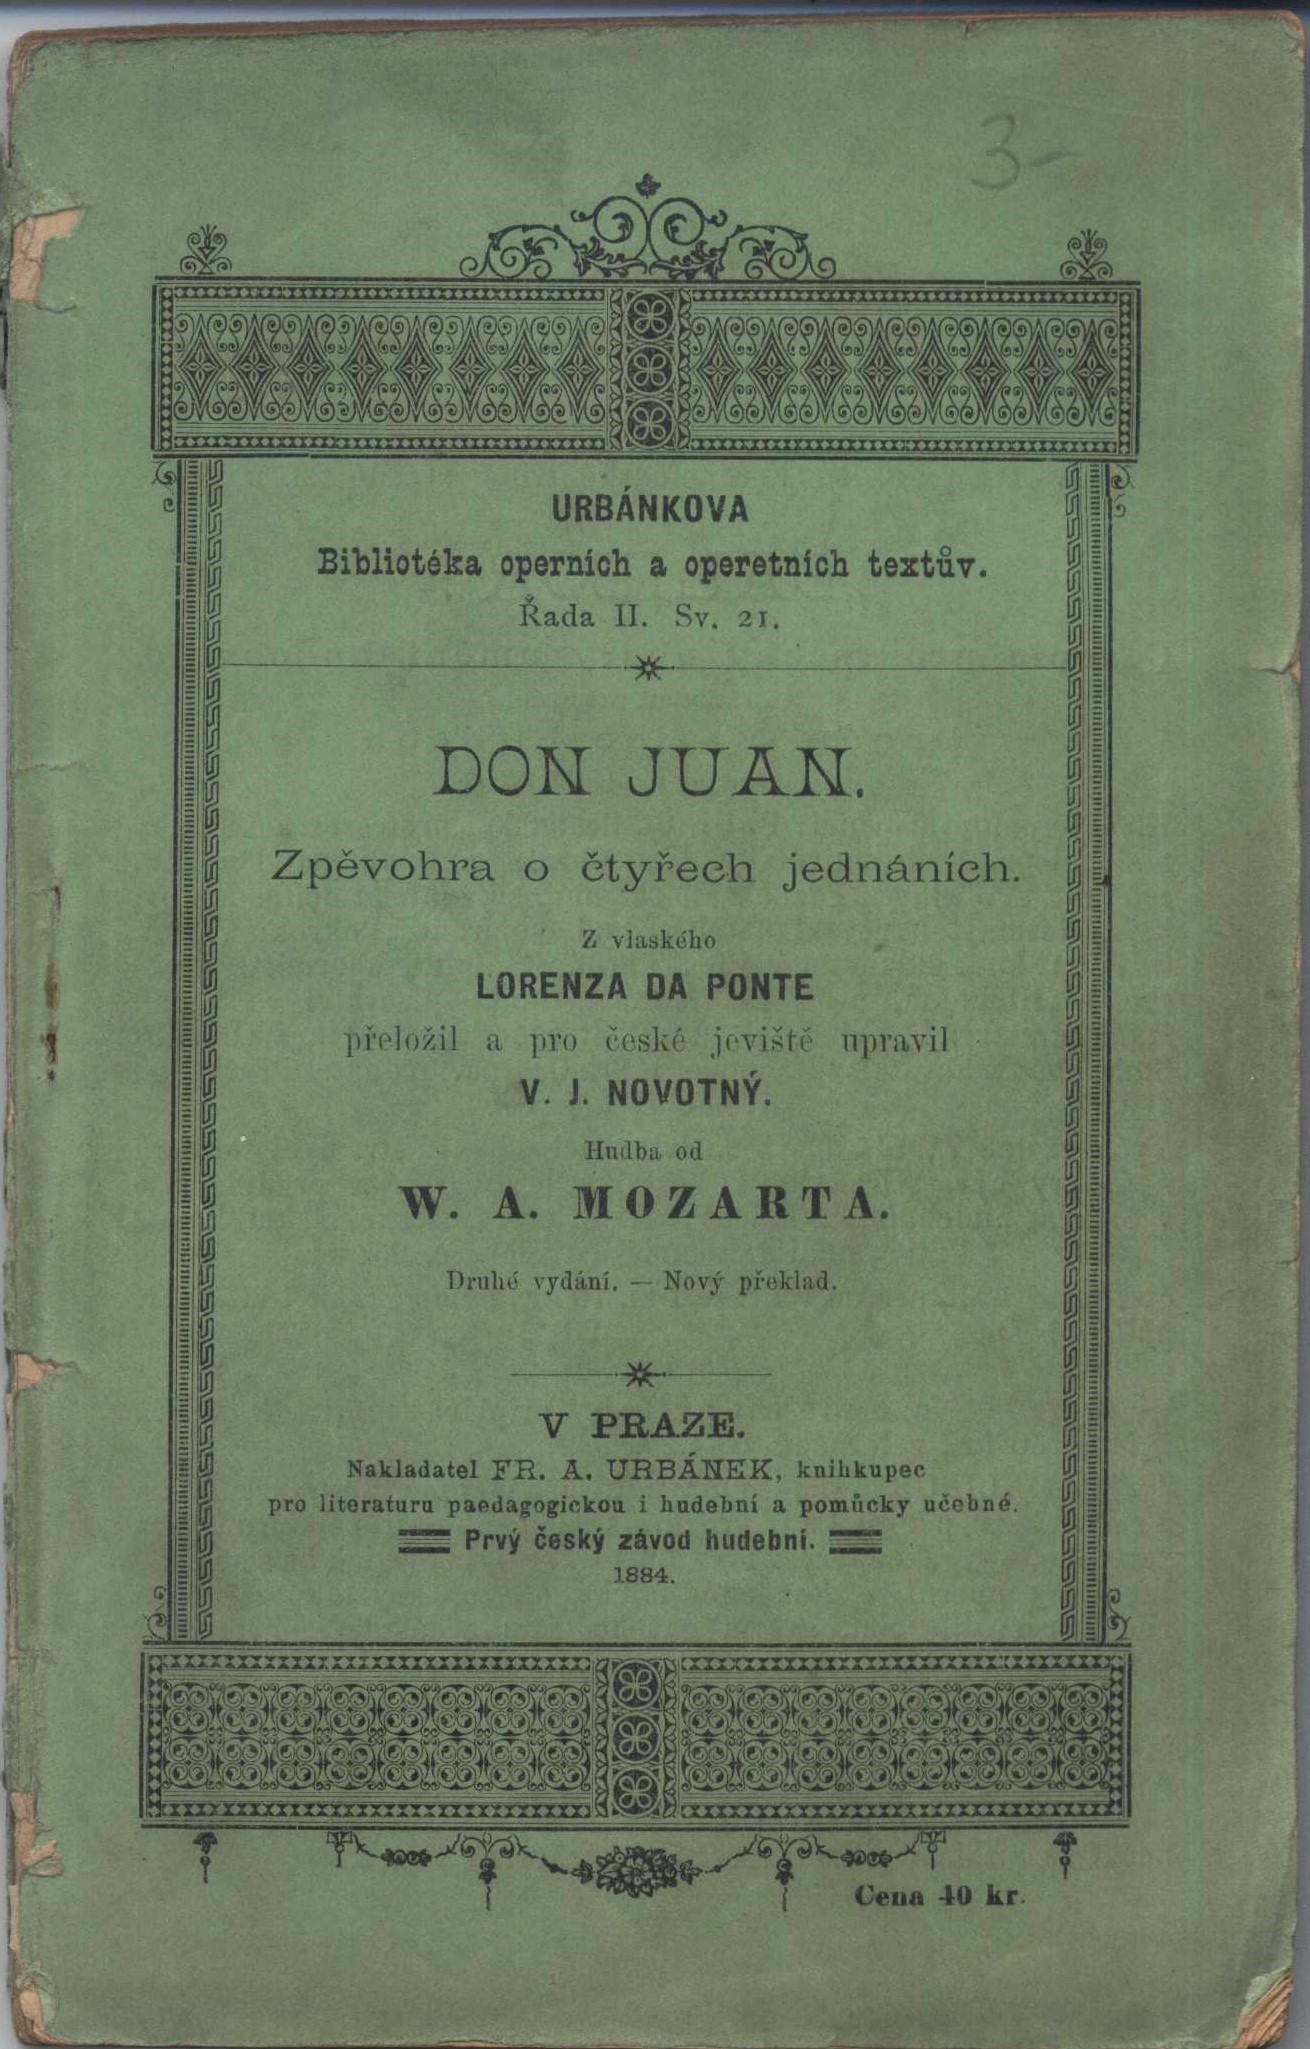 3-
URBÁNKOVA
Bibliotéka operních a operetních textův.
Řada II. Sv. 21.
DON JUAN.
Zpěvohra o čtyřech jednáních.
Z vlaského
LORENZA DA PONTE
přeložil a pro české jeviště upravil
V. J. NOVOTNÝ.
Hudba od
W. A. MOZARTA.
Druhé vydání. — Nový překlad.
V PRAZE.
Nakladatel FR. A. URBÁNEK, knihkupec
pro literaturu paedagogickou i hudební a pomůcky učebné.
Prvý český závod hudební.
1884.
Cena 40 kr.